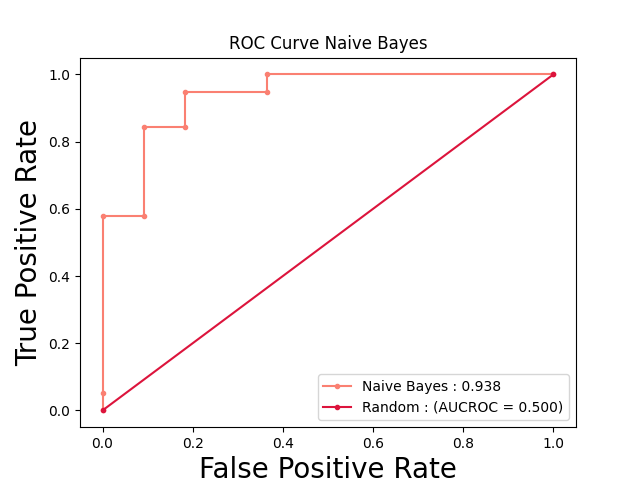 ROC Curve Naive Bayes
True Positive Rate
1.0
0.8
0.6
0.4
0.2
0.0
Naive Bayes : 0.938
Random : (AUCROC = 0.500)
0.0 0.2 0.4 0.6 0.8 1.0
False Positive Rate